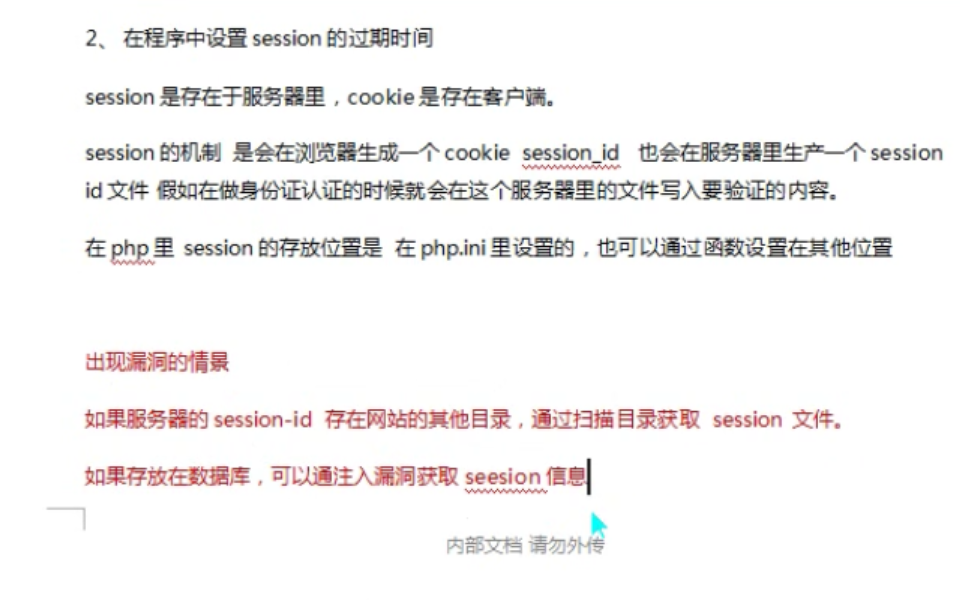 2、 在程序中设置 session 的过期时间
session 是存在于服务器里，cookie 是存在客户端。
session 的机制 是会在浏览器生成一个 cookie session_id 也会在服务器里生产一个 session
id 文件 假如在做身份证认证的时候就会在这个服务器里的文件写入要验证的内容。
在 php 里 session 的存放位置是 在 php.ini 里设置的，也可以通过函数设置在其他位置
出现漏洞的情景
如果服务器的 session-id 存在网站的其他目录，通过扫描目录获取 session 文件。
如果存放在数据库，可以通注入漏洞获取 seesion 信息
内部文档 请勿外传